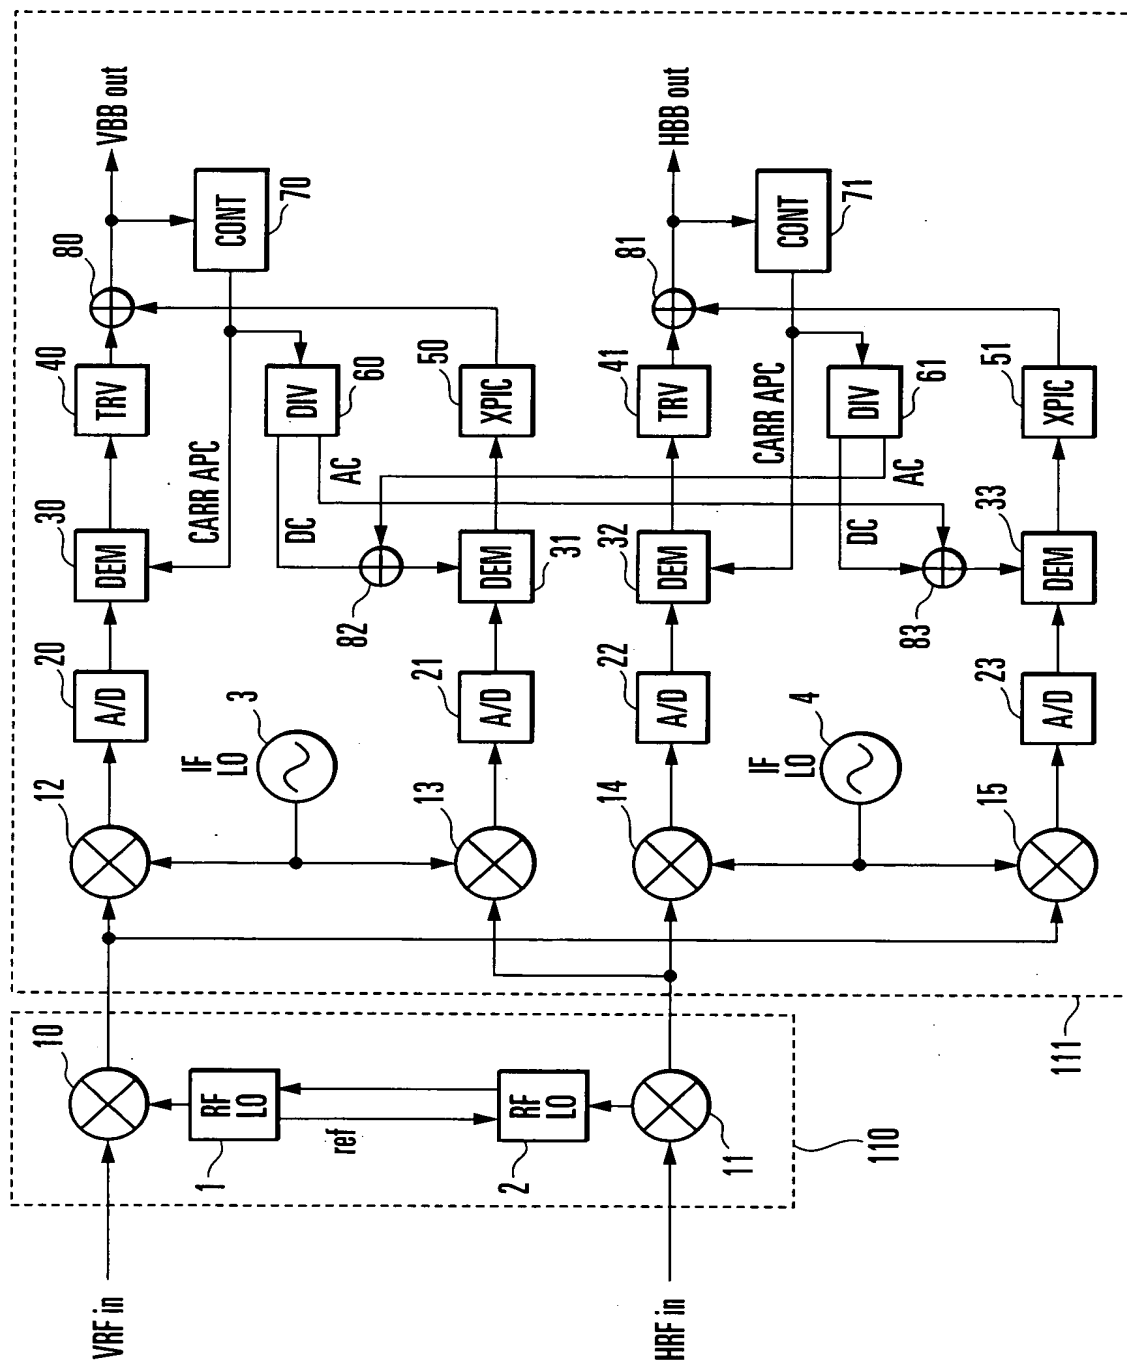 VRF in
10
1
RF LO
ref
RF LO
2
11
HRF in
110
12
20
A/D
30
DEM
40
TRV
80
VBB out
CONT
70
CARR APC
DIV
60
DC
AC
82
IF LO
3
13
21
A/D
DEM
31
50
XPIC
14
22
A/D
32
DEM
41
TRV
81
HBB out
CONT
71
CARR APC
DIV
61
DC
AC
83
IF LO
4
15
23
A/D
33
DEM
51
XPIC
111